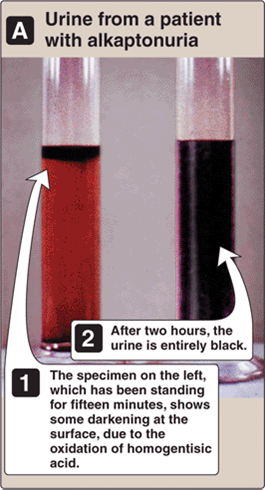 A
Urine from a patient
with alkaptonuria
2
After two hours, the
urine is entirely black.
1
The specimen on the left,
which has been standing
for fifteen minutes, shows
some darkening at the
surface, due to the
oxidation of homogentisic
acid.